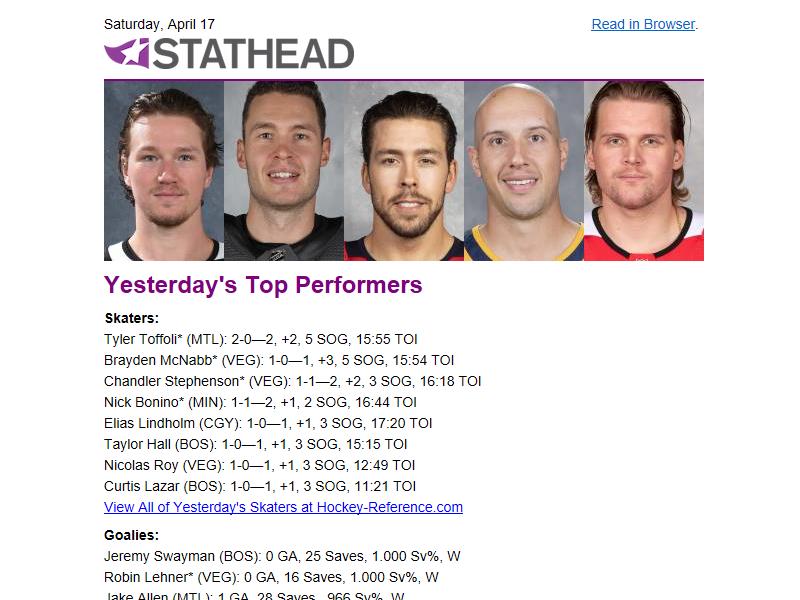 Saturday, April 17
Read in Browser.
STATHEAD
Yesterday's Top Performers
Skaters:
Tyler Toffoli* (MTL): 2-0—2, +2, 5 SOG, 15:55 TOI
Brayden McNabb* (VEG): 1-0—1, +3, 5 SOG, 15:54 TOI
Chandler Stephenson* (VEG): 1-1—2, +2, 3 SOG, 16:18 TOI
Nick Bonino* (MIN): 1-1—2, +1, 2 SOG, 16:44 TOI
Elias Lindholm (CGY): 1-0—1, +1, 3 SOG, 17:20 TOI
Taylor Hall (BOS): 1-0—1, +1, 3 SOG, 15:15 TOI
Nicolas Roy (VEG): 1-0—1, +1, 3 SOG, 12:49 TOI
Curtis Lazar (BOS): 1-0—1, +1, 3 SOG, 11:21 TOI
View All of Yesterday's Skaters at Hockey-Reference.com
Goalies:
Jeremy Swayman (BOS): 0 GA, 25 Saves, 1.000 Sv%, W
Robin Lehner* (VEG): 0 GA, 16 Saves, 1.000 Sv%, W
Jake Allen (MTL): 1 GA, 28 Saves, .966 Sv%, W